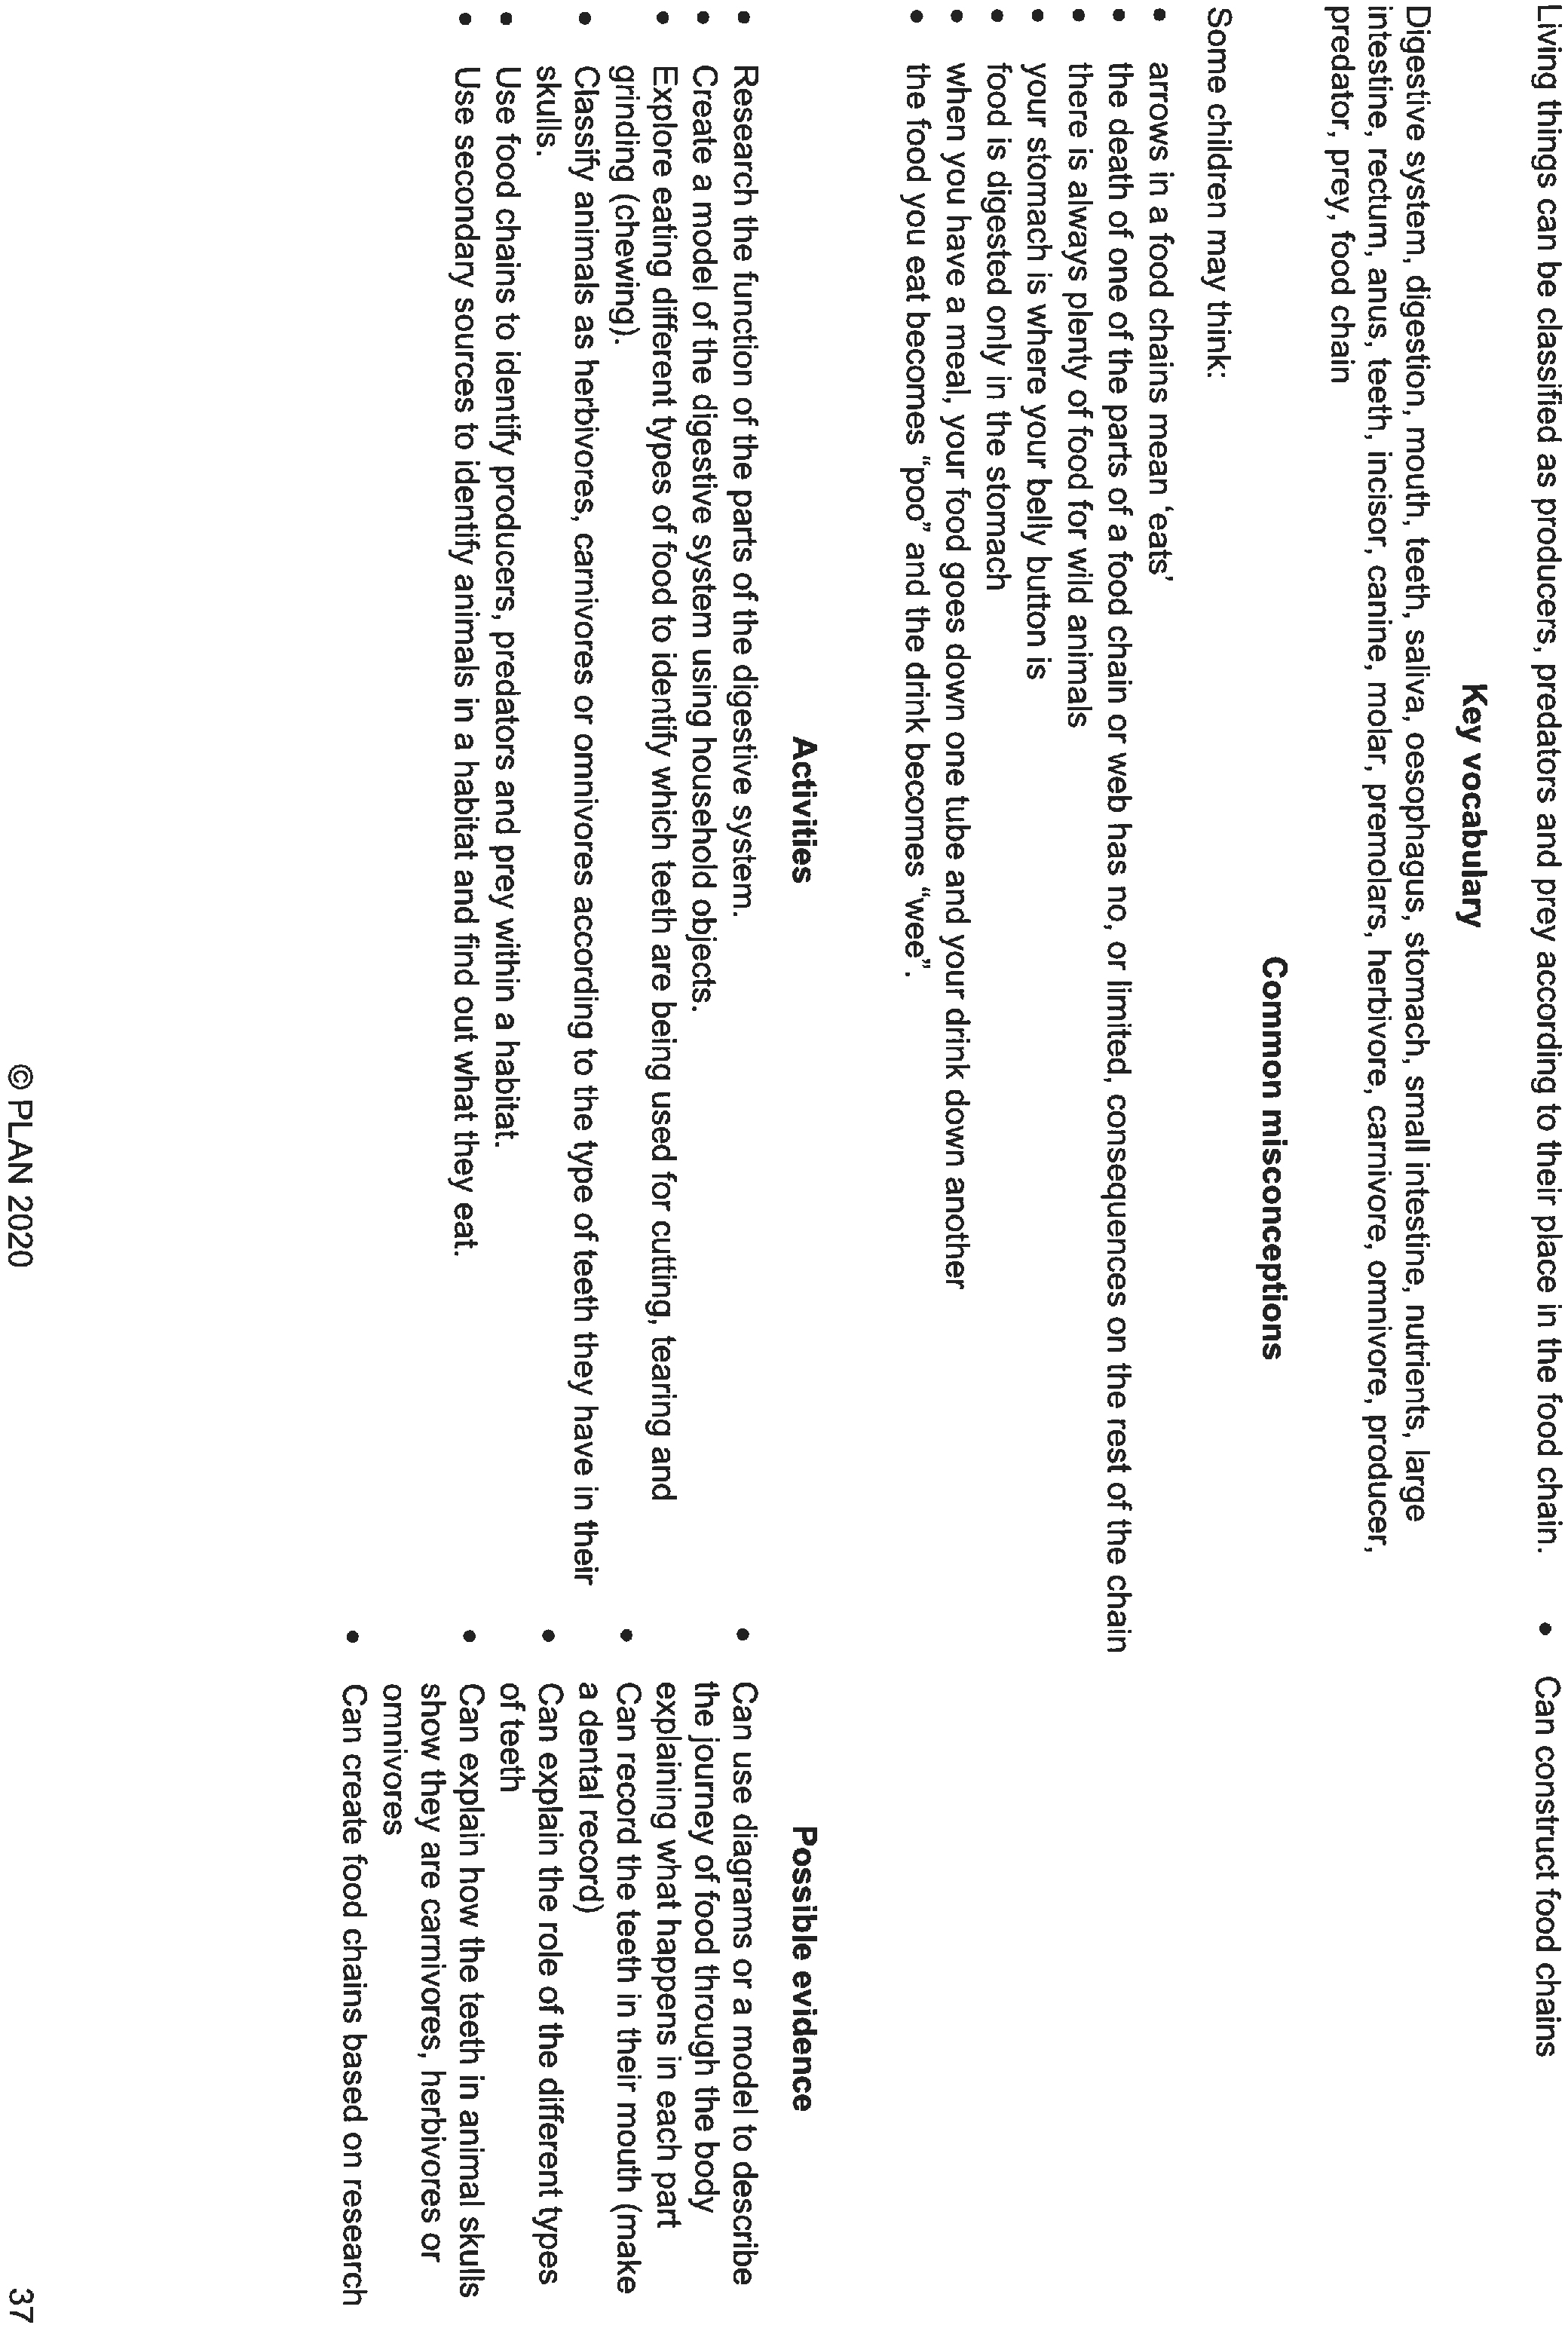 Living things can be classified as producers, predators and prey according to their place in the food chain.
• Can construct food chains
Key vocabulary
Digestive system, digestion, mouth, teeth, saliva, oesophagus, stomach, small intestine, nutrients, large
intestine, rectum, anus, teeth, incisor, canine, molar, premolars, herbivore, carnivore, omnivore, producer,
predator, prey, food chain
Common misconceptions
Some children may think:
• arrows in a food chains mean ‘eats’
• the death of one of the parts of a food chain or web has no, or limited, consequences on the rest of the chain
• there is always plenty of food for wild animals
• your stomach is where your belly button is
• food is digested only in the stomach
• when you have a meal, your food goes down one tube and your drink down another
• the food you eat becomes “poo” and the drink becomes “wee”.
Activities
• Research the function of the parts of the digestive system.
• Create a model of the digestive system using household objects.
• Explore eating different types of food to identify which teeth are being used for cutting, tearing and
grinding (chewing).
• Classify animals as herbivores, carnivores or omnivores according to the type of teeth they have in their
skulls.
• Use food chains to identify producers, predators and prey within a habitat.
• Use secondary sources to identify animals in a habitat and find out what they eat.
Possible evidence
• Can use diagrams or a model to describe
the journey of food through the body
explaining what happens in each part
• Can record the teeth in their mouth (make
a dental record)
• Can explain the role of the different types
of teeth
• Can explain how the teeth in animal skulls
show they are carnivores, herbivores or
omnivores
• Can create food chains based on research
© PLAN 2020
37